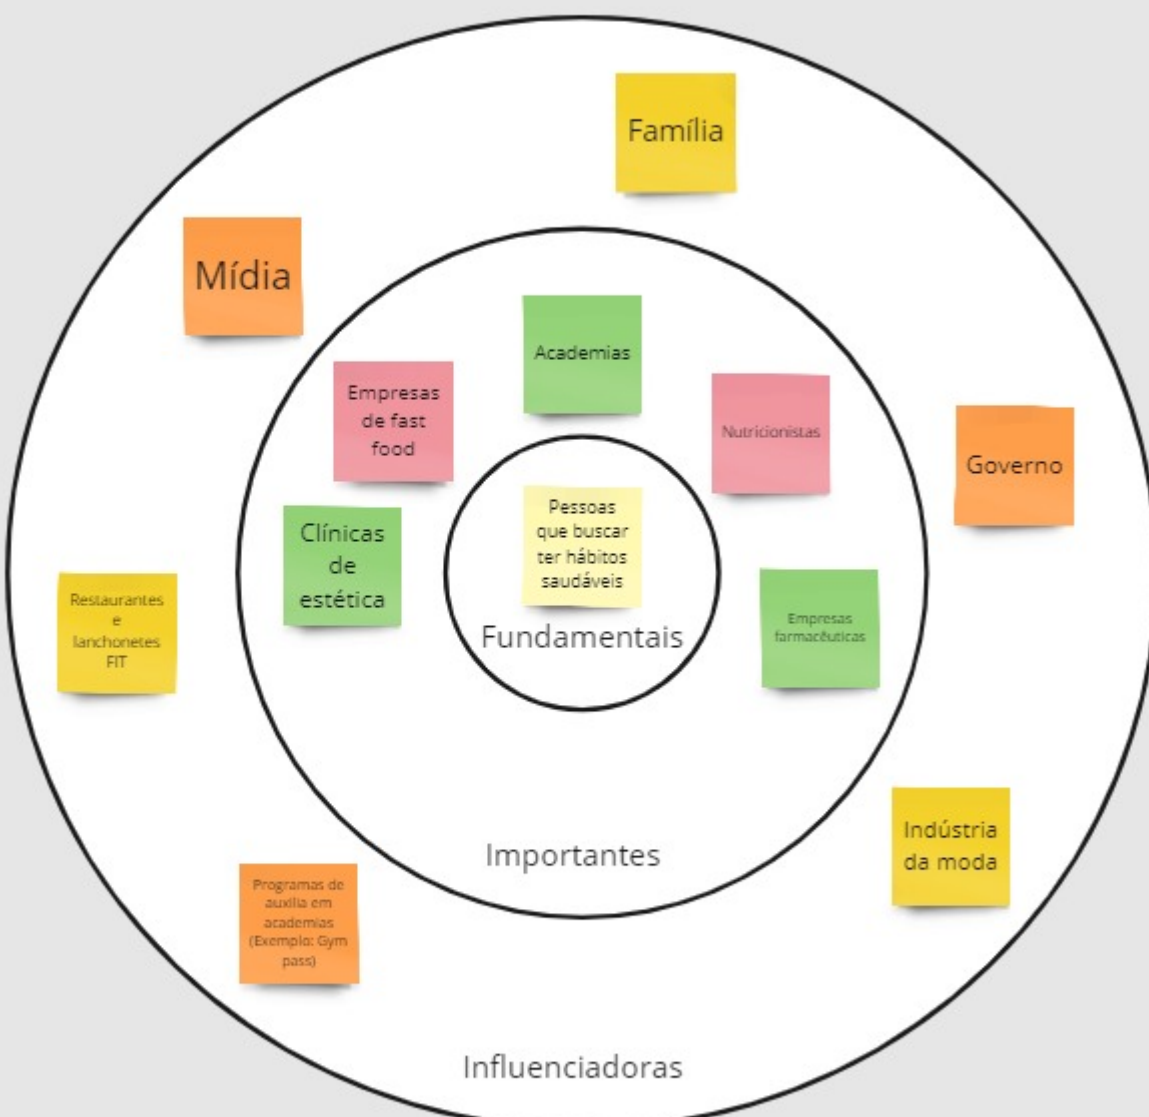 Família
Mídia
Academias
Empresas
de fast
food
Nutricionistas
Governo
Pessoas
que buscar
ter hábitos
saudáveis
Clínicas
de
estética
Restaurantes
e
lanchonetes
FIT
Empresas
farmacêuticas
Fundamentais
Indústria
da moda
Importantes
Programas de
auxilia em
academias
(Exemplo: Gym
pass)
Influenciadoras